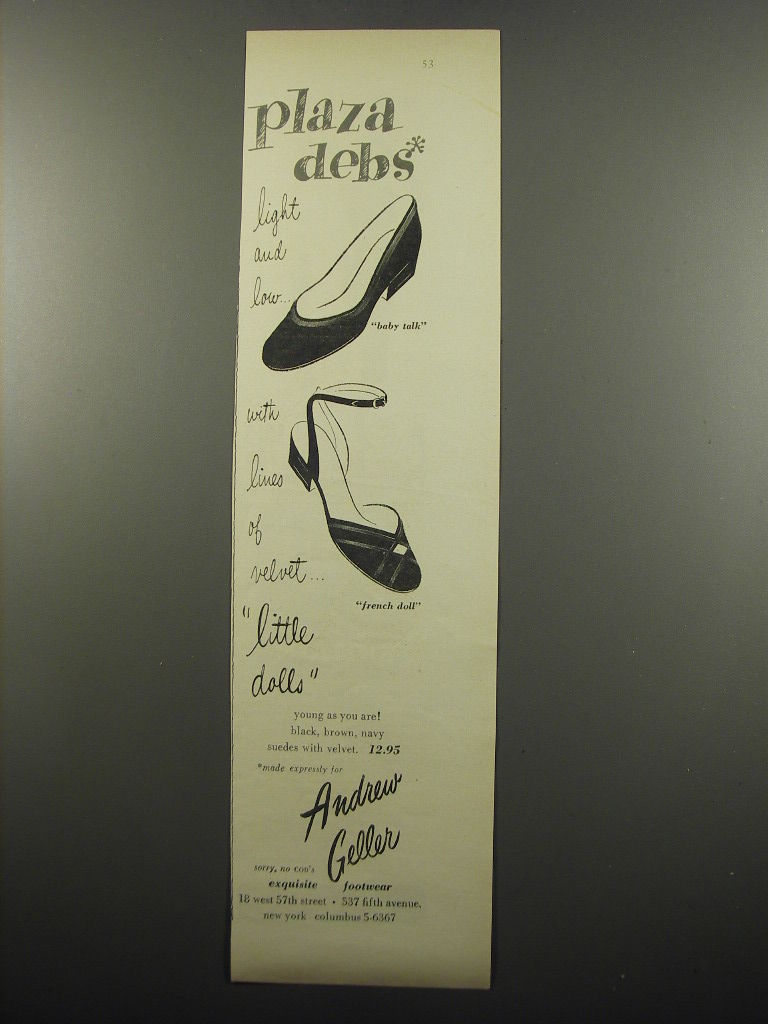 53
plaza
debs*
light
and
low...
"baby talk"
with
lines
of
velvet...
"french doll"
"little
dolls"
young as you are!
black, brown, navy
suedes with velvet. 12.95
*made expressly for
Andrew
Geller
sorry, no COD's
exquisite footwear
18 west 57th street • 537 fifth avenue,
new york columbus 5-6367